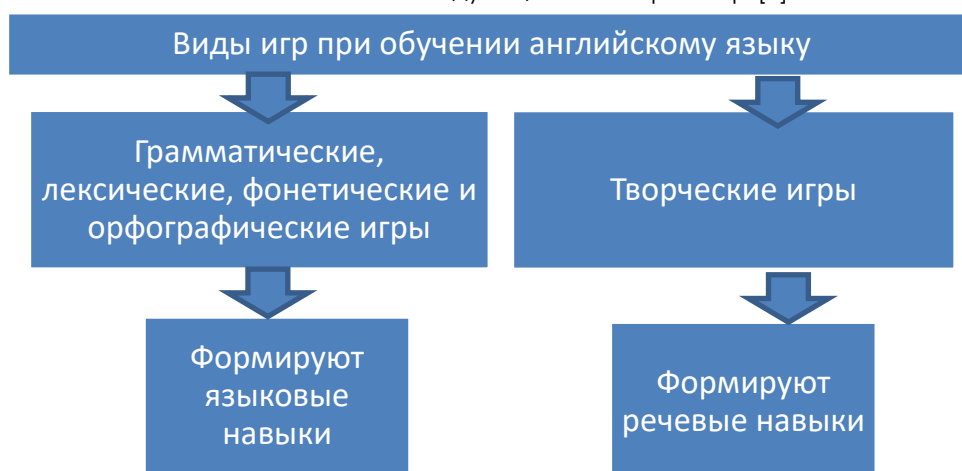 Виды игр при обучении английскому языку
Грамматические,
лексические, фонетические и
орфографические игры
Творческие игры
Формируют
языковые
навыки
Формируют
речевые навыки